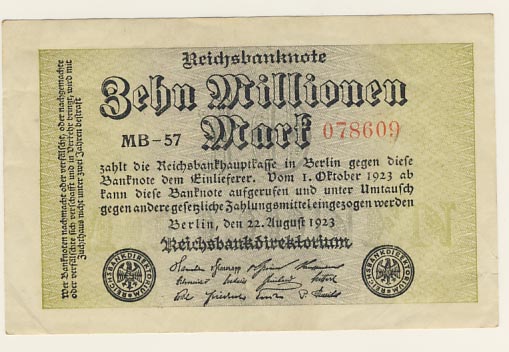 Reichsbanknote
Zehn Millionen
Mark
MB-57
078609
zahlt die Reichsbankhauptkasse in Berlin gegen diese
Banknote dem Einlieferer. Vom 1. Oktober 1923 ab
kann diese Banknote aufgerufen und unter Umtausch
gegen andere gesetzliche Zahlungsmittel eingezogen werden
Berlin, den 22. August 1923
Reichsbankdirektorium
Wer Banknoten nachmacht oder verfälscht, oder nachgemachte
oder verfälschte sich verschafft und in Verkehr bringt, wird mit
Zuchthaus nicht unter zwei Jahren bestraft
REICHSBANKDIREKTORIUM
REICHSBANKDIREKTORIUM